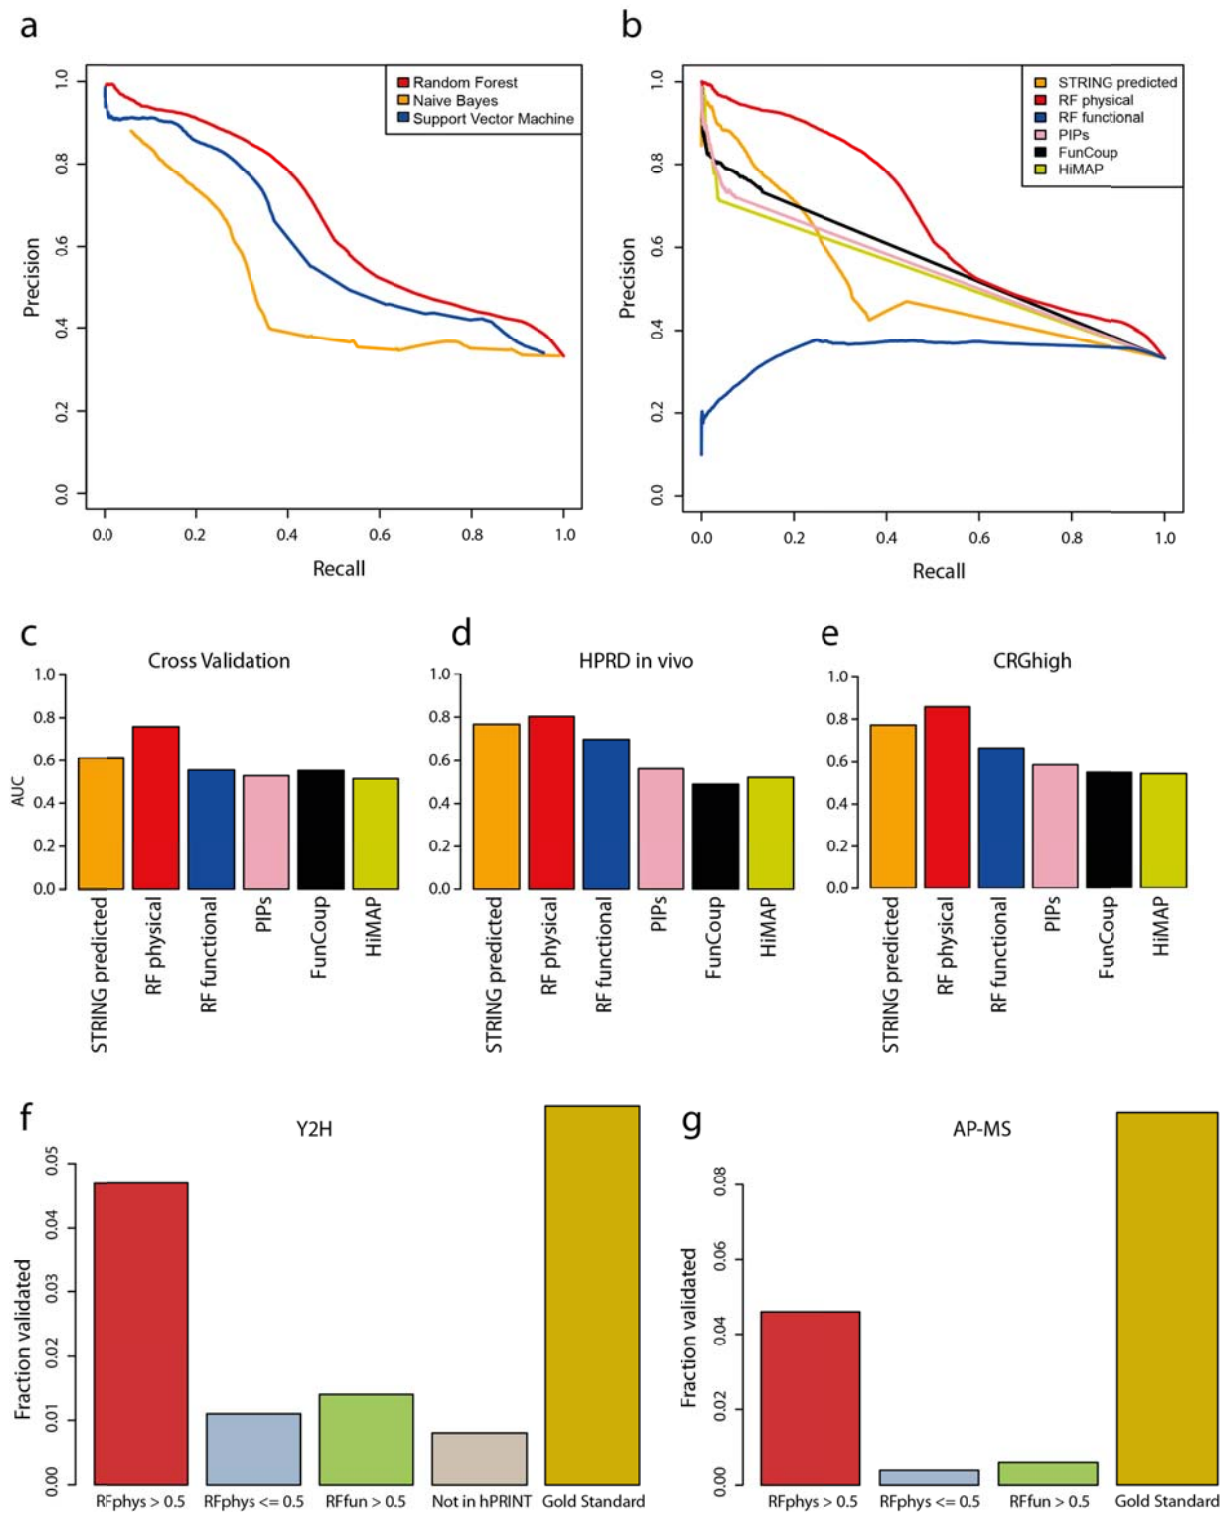 a
Random Forest
Naive Bayes
Support Vector Machine
Precision
1.0
0.8
0.6
0.4
0.2
0.0
0.0 0.2 0.4 0.6 0.8 1.0
Recall
b
STRING predicted
RF physical
RF functional
PIPs
FunCoup
HiMAP
Precision
1.0
0.8
0.6
0.4
0.2
0.0
0.0 0.2 0.4 0.6 0.8 1.0
Recall
c
Cross Validation
AUC
1.0
0.8
0.6
0.4
0.2
0.0
STRING predicted
RF physical
RF functional
PIPs
FunCoup
HiMAP
d
HPRD in vivo
1.0
0.8
0.6
0.4
0.2
0.0
STRING predicted
RF physical
RF functional
PIPs
FunCoup
HiMAP
e
CRGhigh
1.0
0.8
0.6
0.4
0.2
0.0
STRING predicted
RF physical
RF functional
PIPs
FunCoup
HiMAP
f
Y2H
Fraction validated
0.05
0.04
0.03
0.02
0.01
0.00
RFphys > 0.5 RFphys <= 0.5 RFfun > 0.5 Not in hPRINT Gold Standard
g
AP-MS
Fraction validated
0.08
0.06
0.04
0.02
0.00
RFphys > 0.5 RFphys <= 0.5 RFfun > 0.5 Gold Standard